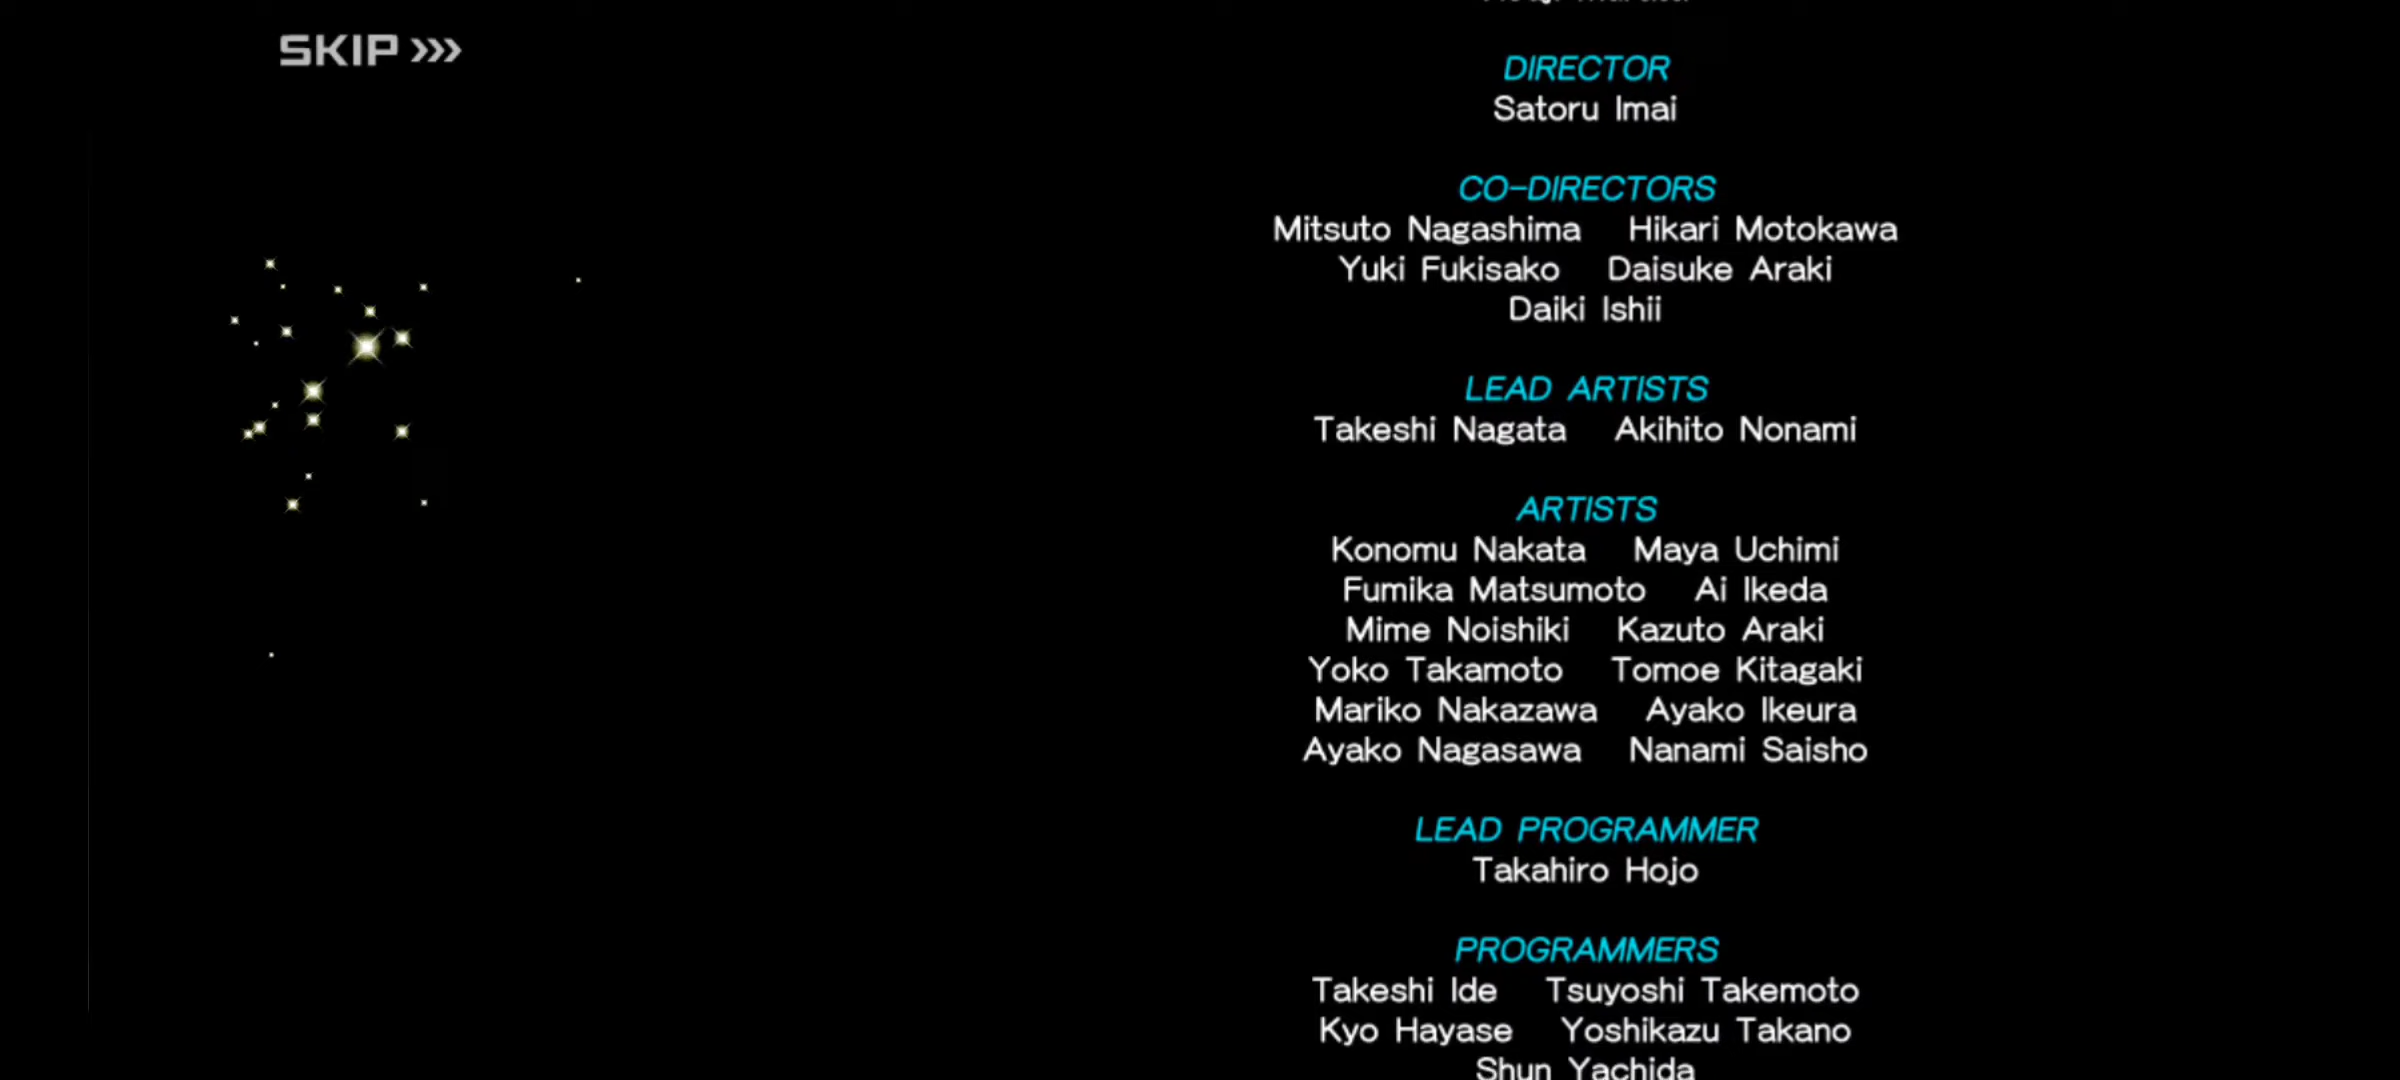 SKIP >>>
DIRECTOR
Satoru Imai
CO-DIRECTORS
Mitsuto Nagashima Hikari Motokawa
Yuki Fukisako Daisuke Araki
Daiki Ishii
LEAD ARTISTS
Takeshi Nagata Akihito Nonami
ARTISTS
Konomu Nakata Maya Uchimi
Fumika Matsumoto Ai Ikeda
Mime Noishiki Kazuto Araki
Yoko Takamoto Tomoe Kitagaki
Mariko Nakazawa Ayako Ikeura
Ayako Nagasawa Nanami Saisho
LEAD PROGRAMMER
Takahiro Hojo
PROGRAMMERS
Takeshi Ide Tsuyoshi Takemoto
Kyo Hayase Yoshikazu Takano
Shun Yachida